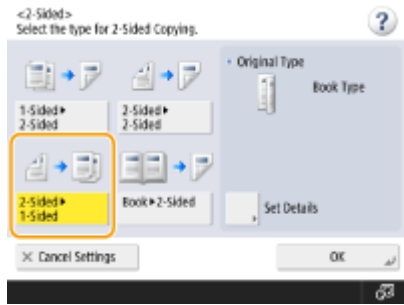 <2-Sided>
Select the type for 2-Sided Copying.
?
• Original Type
Book Type
1-Sided▶
2-Sided
2-Sided▶
2-Sided
2-Sided▶
1-Sided
Book▶2-Sided
Set Details
× Cancel Settings
OK